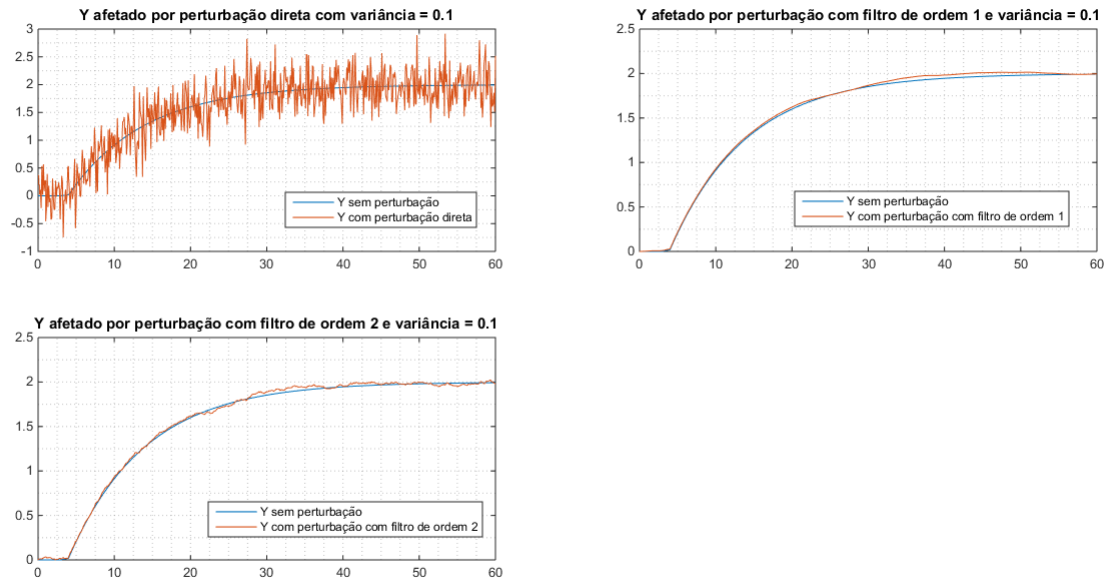 Y afetado por perturbação direta com variância = 0.1
3
2.5
2
1.5
1
0.5
0
-0.5
-1
0 10 20 30 40 50 60
Y sem perturbação
Y com perturbação direta
Y afetado por perturbação com filtro de ordem 1 e variância = 0.1
2.5
2
1.5
1
0.5
0
0 10 20 30 40 50 60
Y sem perturbação
Y com perturbação com filtro de ordem 1
Y afetado por perturbação com filtro de ordem 2 e variância = 0.1
2.5
2
1.5
1
0.5
0
0 10 20 30 40 50 60
Y sem perturbação
Y com perturbação com filtro de ordem 2